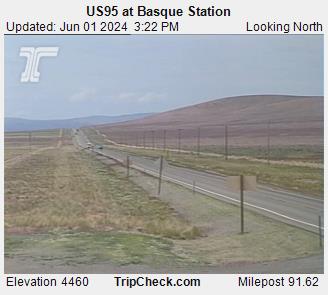 US95 at Basque Station
Updated: Jun 01 2024 3:22 PM Looking North
Elevation 4460 TripCheck.com Milepost 91.62